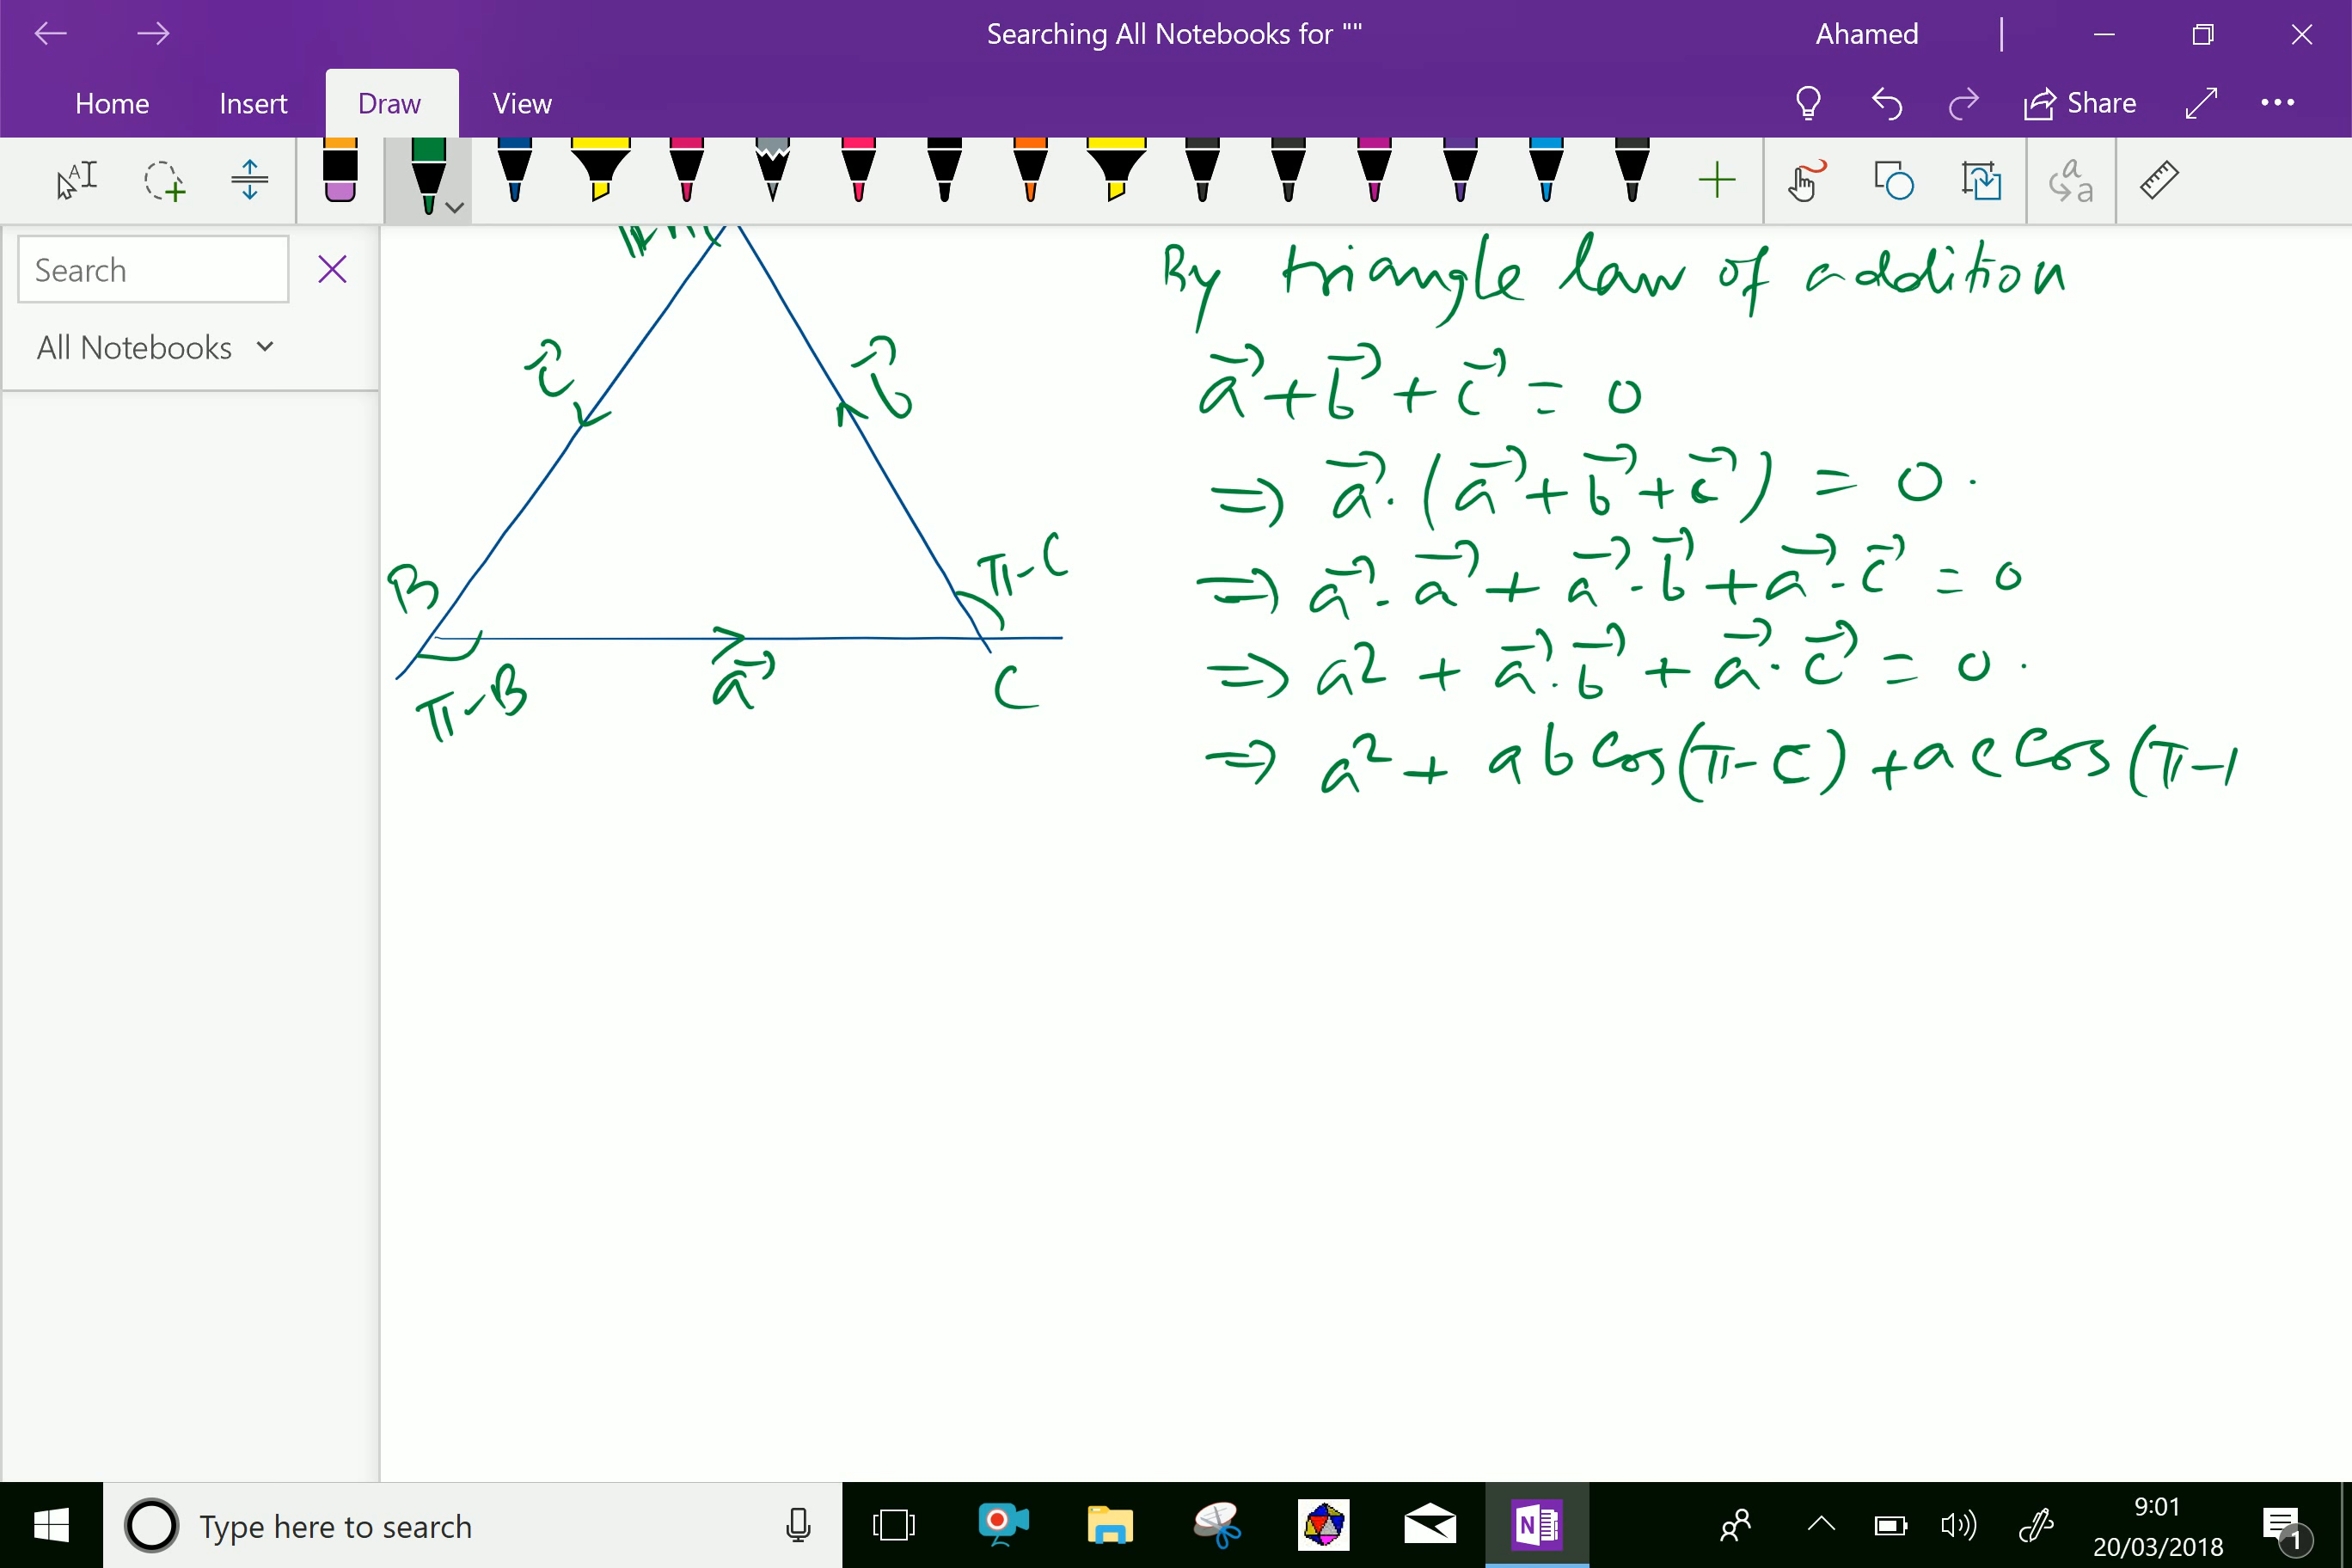 Searching All Notebooks for ""
Ahamed
Home Insert Draw View
Share
Search
All Notebooks
By triangle law of addition
a⃗ + b⃗ + c⃗ = 0
⇒ a⃗ · (a⃗ + b⃗ + c⃗) = 0 .
⇒ a⃗ · a⃗ + a⃗ · b⃗ + a⃗ · c⃗ = 0
⇒ a² + a⃗ · b⃗ + a⃗ · c⃗ = 0 .
⇒ a² + ab Cos(π-C) + ac Cos(π-
c⃗
b⃗
B
π-C
a⃗
π-B
C
Type here to search
9:01
20/03/2018
1